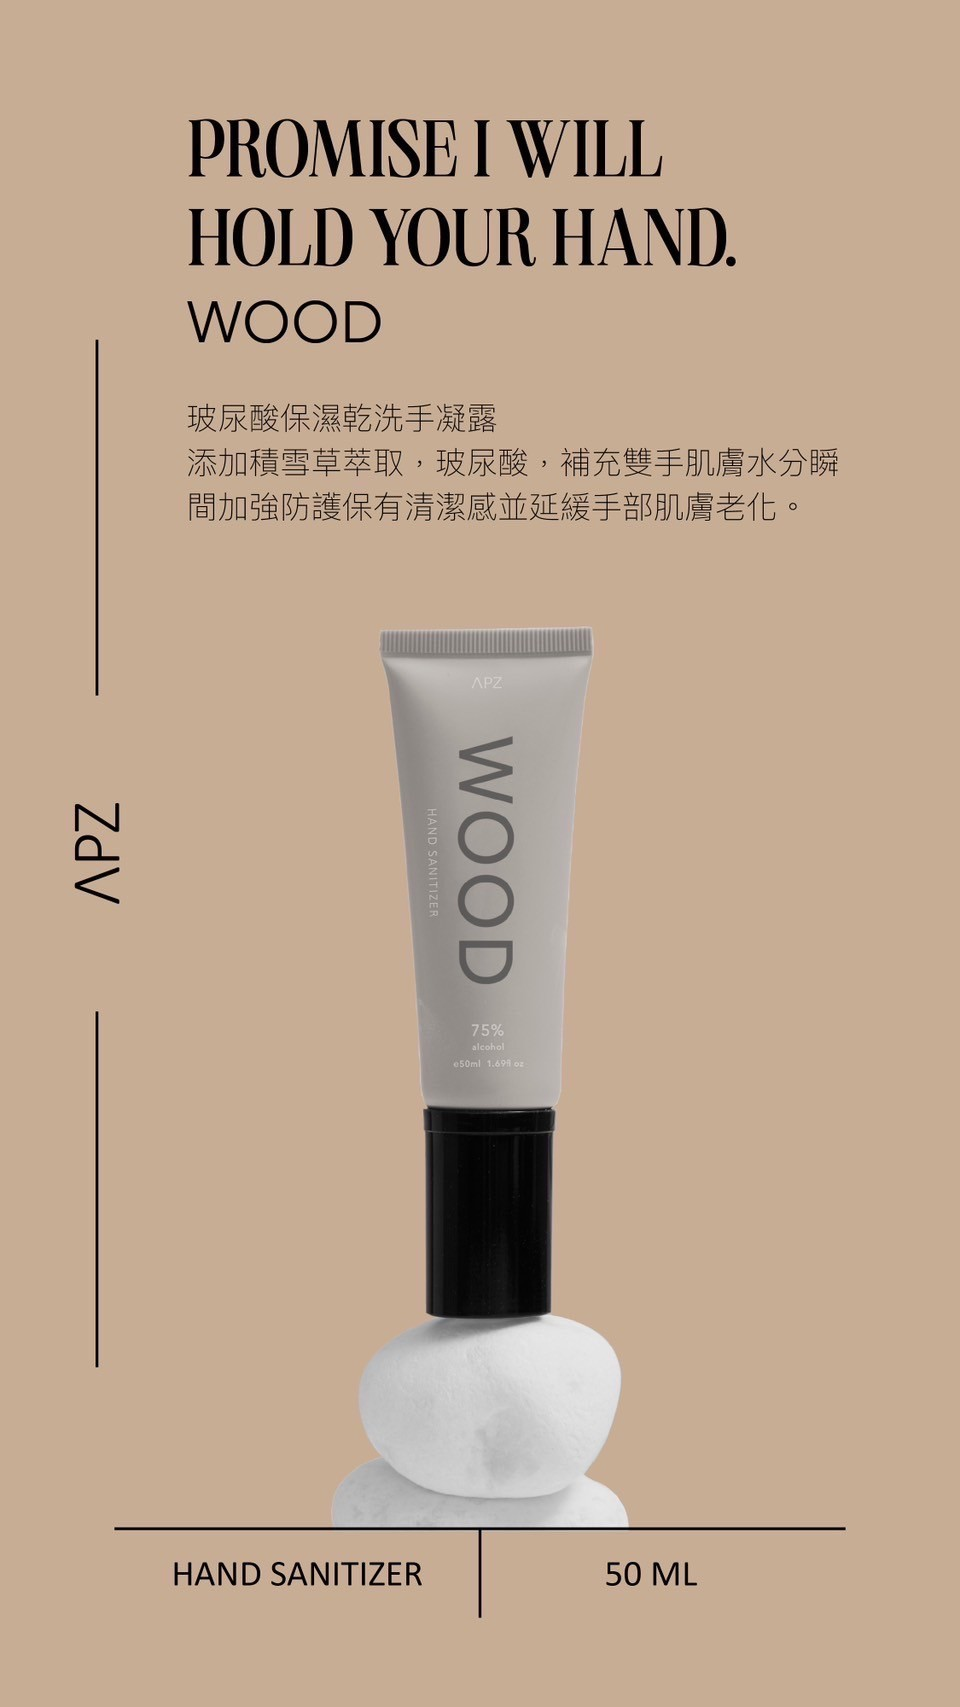 PROMISE I WILL
HOLD YOUR HAND.
WOOD
玻尿酸保濕乾洗手凝露
添加積雪草萃取，玻尿酸，補充雙手肌膚水分瞬
間加強防護保有清潔感並延緩手部肌膚老化。
APZ
APZ
WOOD
HAND SANITIZER
75%
alcohol
e50ml 1.69fl oz
HAND SANITIZER
50 ML